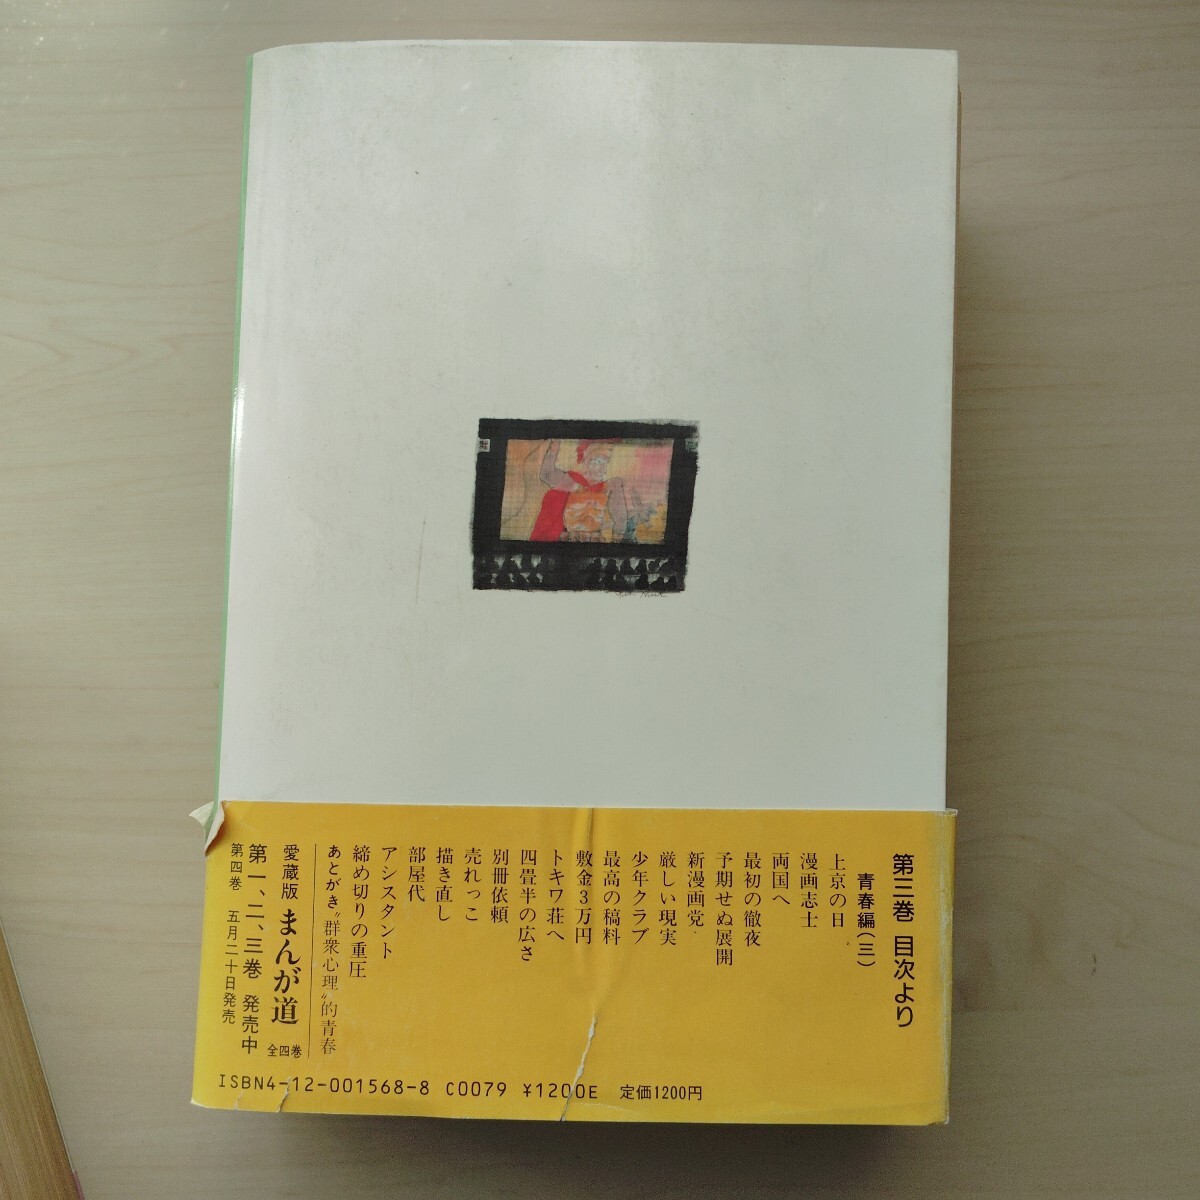 第三巻 目次より
青春編(三)
上京の日
漫画志士
両国へ
最初の徹夜
予期せぬ展開
新漫画党
厳しい現実
少年クラブ
最高の稿料
敷金3万円
トキワ荘へ
四畳半の広さ
別冊依頼
売れっこ
描き直し
部屋代
アシスタント
締め切りの重圧
あとがき〝群衆心理〟的青春
愛蔵版 まんが道 全四巻
第一、二、三巻 発売中
第四巻 五月二十日発売
ISBN4-12-001568-8 C0079 ¥1200E 定価1200円